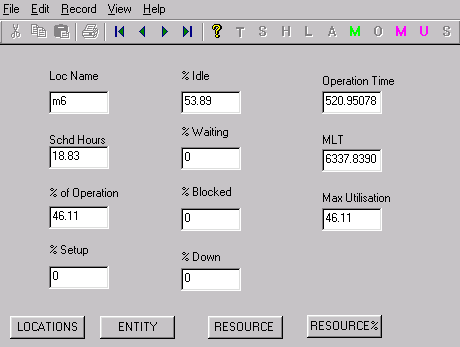 File Edit Record View Help
? T S H L A M O M U S
Loc Name
m6
% Idle
53.89
Operation Time
520.95078
Schd Hours
18.83
% Waiting
0
MLT
6337.8390
% of Operation
46.11
% Blocked
0
Max Utilisation
46.11
% Setup
0
% Down
0
LOCATIONS ENTITY RESOURCE RESOURCE%